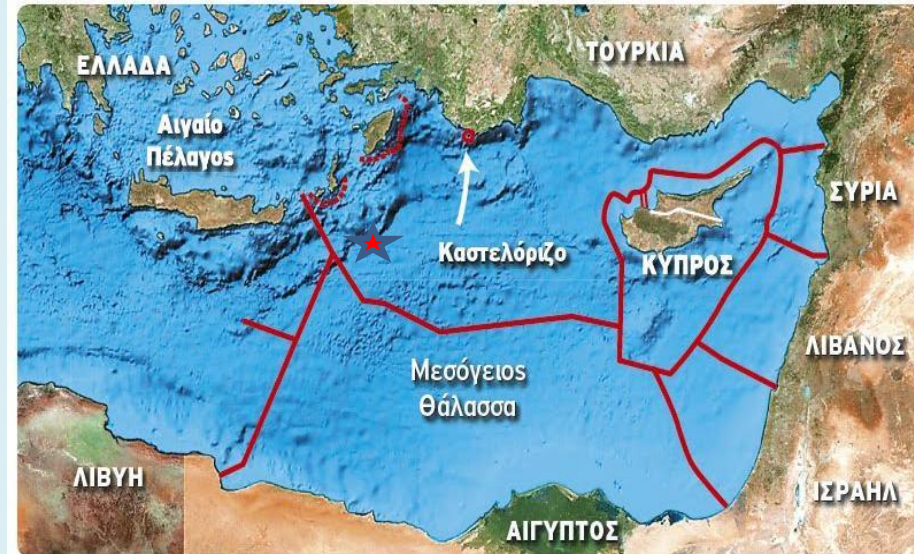 ΕΛΛΑΔΑ
ΤΟΥΡΚΙΑ
Αιγαίο
Πέλαγος
ΣΥΡΙΑ
Καστελόριζο
ΚΥΠΡΟΣ
ΛΙΒΑΝΟΣ
Μεσόγειος
Θάλασσα
ΛΙΒΥΗ
ΙΣΡΑΗΛ
ΑΙΓΥΠΤΟΣ